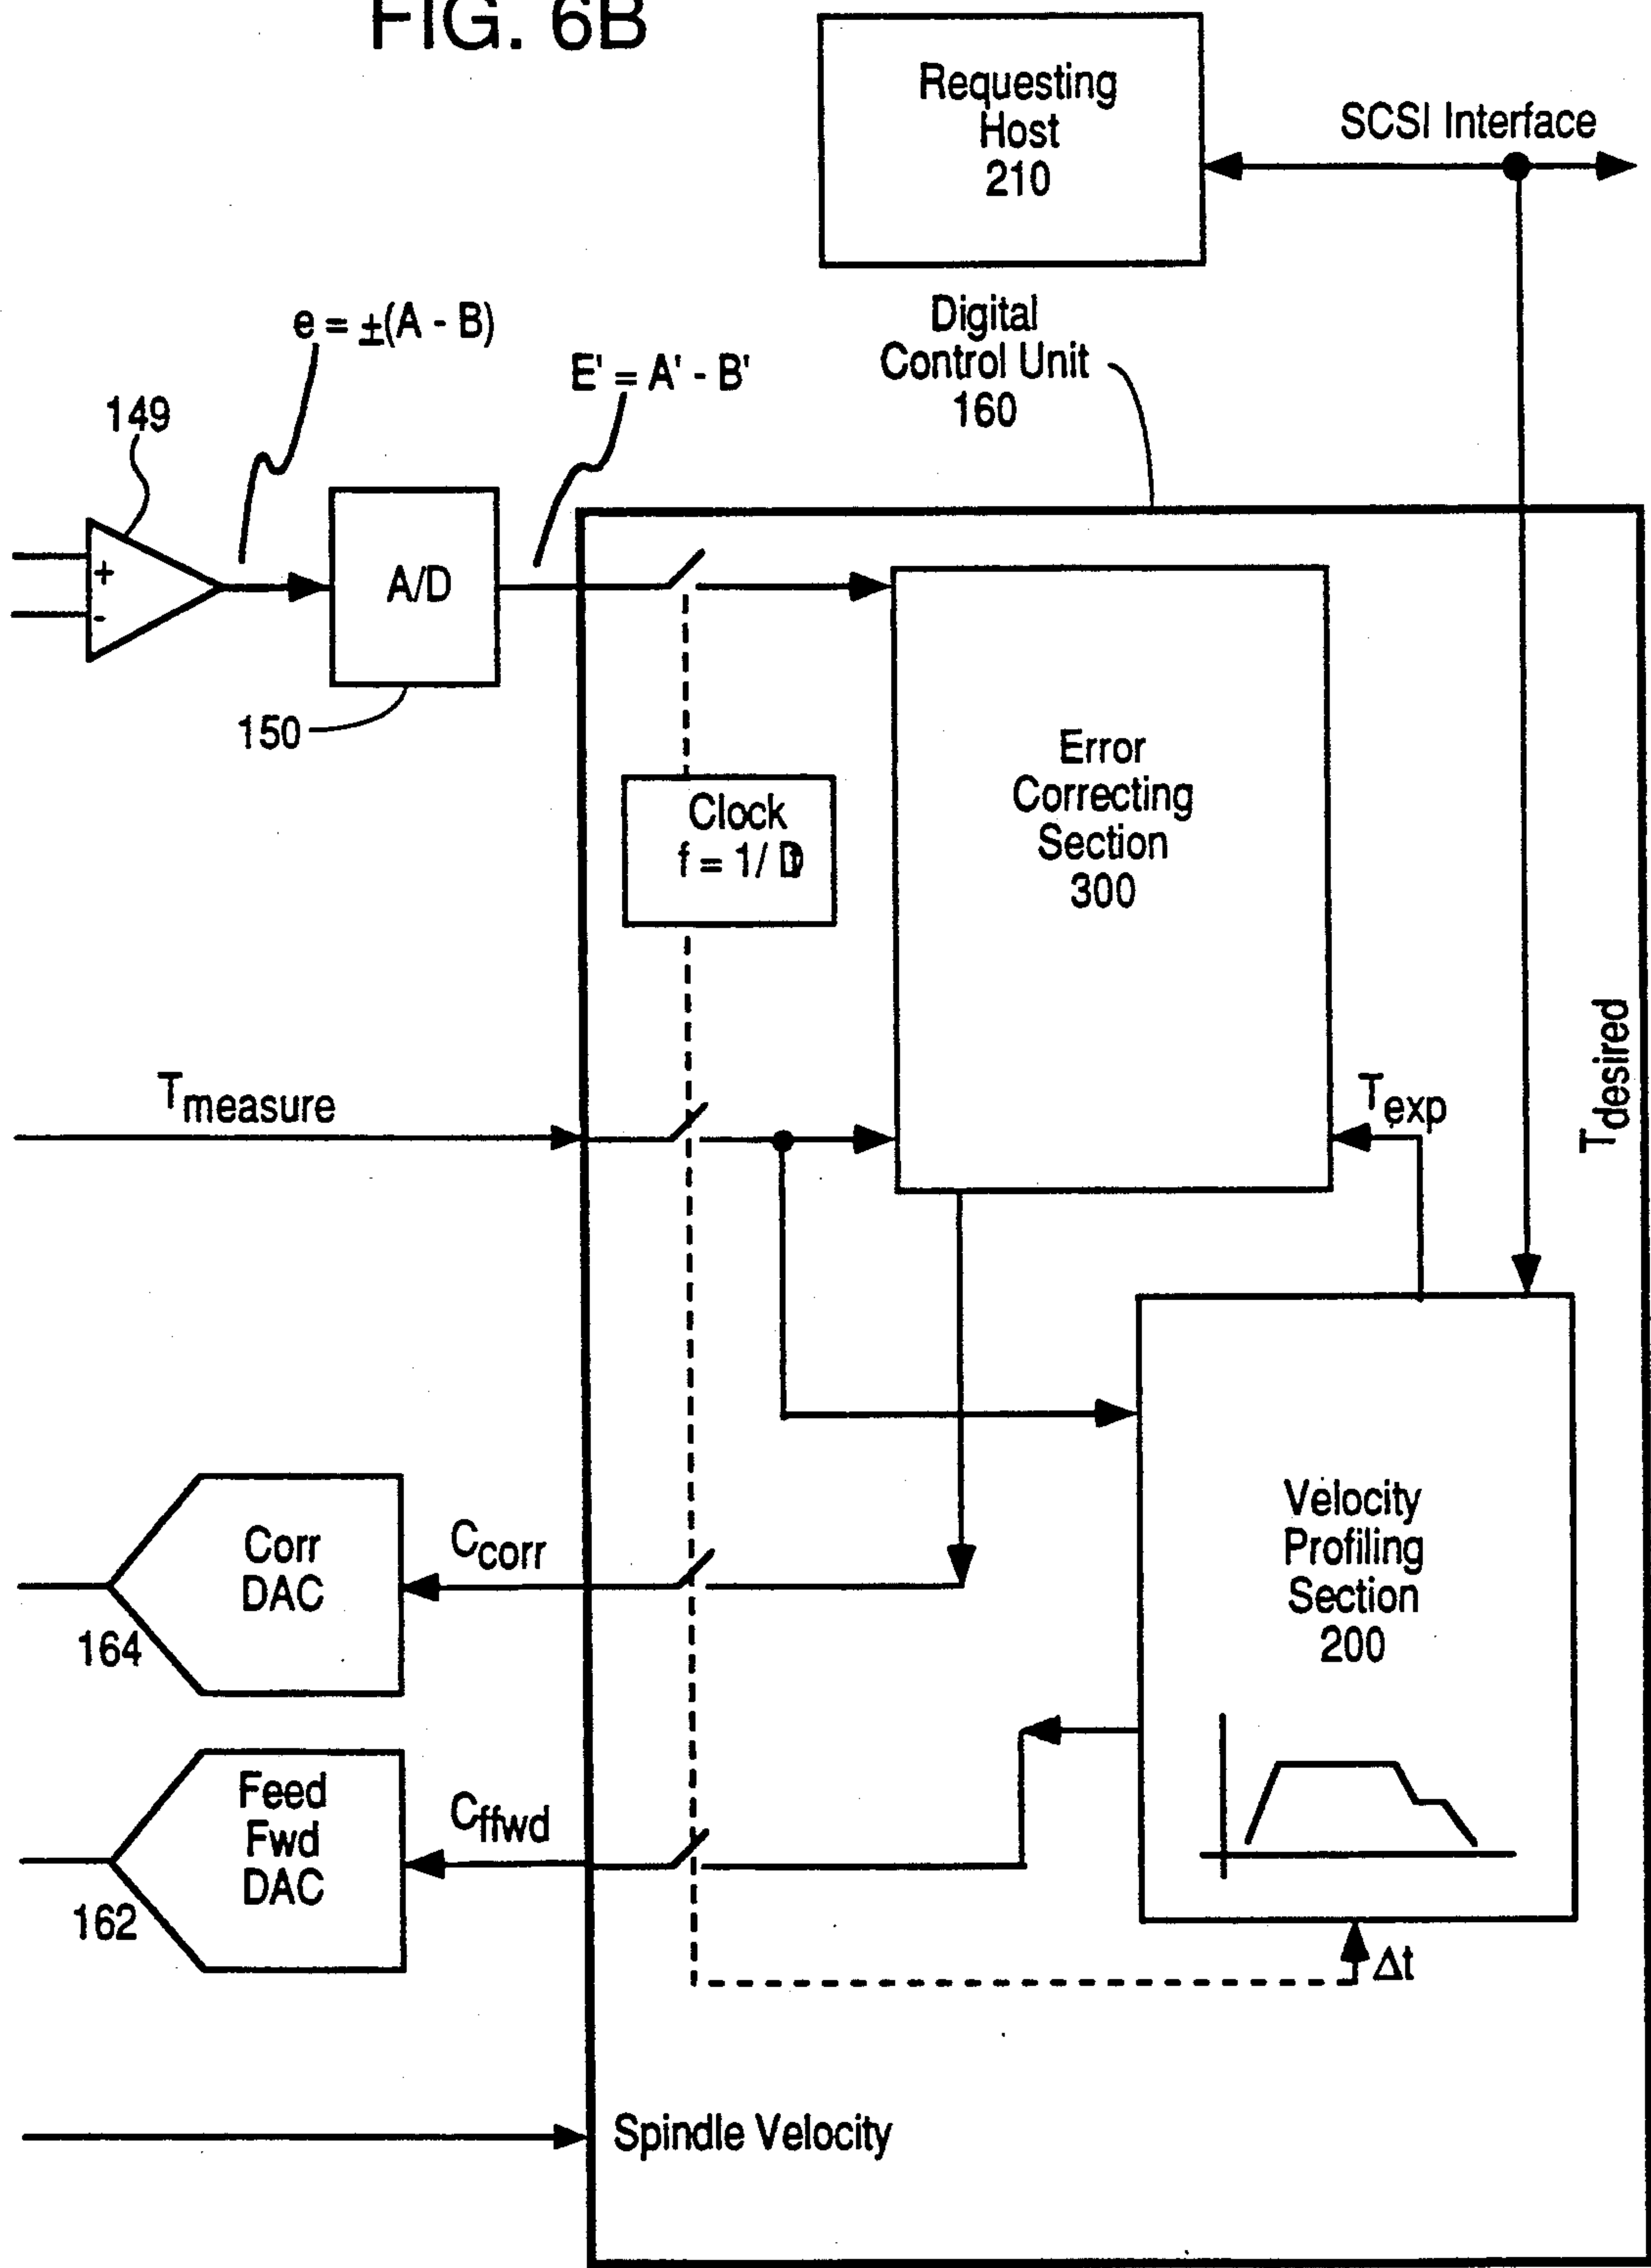 FIG. 6B
Requesting
Host
210
SCSI Interface
e = ±(A - B)
E' = A' - B'
Digital
Control Unit
160
149
+
-
A/D
150
Clock
f = 1/
Error
Correcting
Section
300
Tmeasure
Texp
Tdesired
Corr
DAC
164
Ccorr
Velocity
Profiling
Section
200
Feed
Fwd
DAC
162
Cffwd
Δt
Spindle Velocity